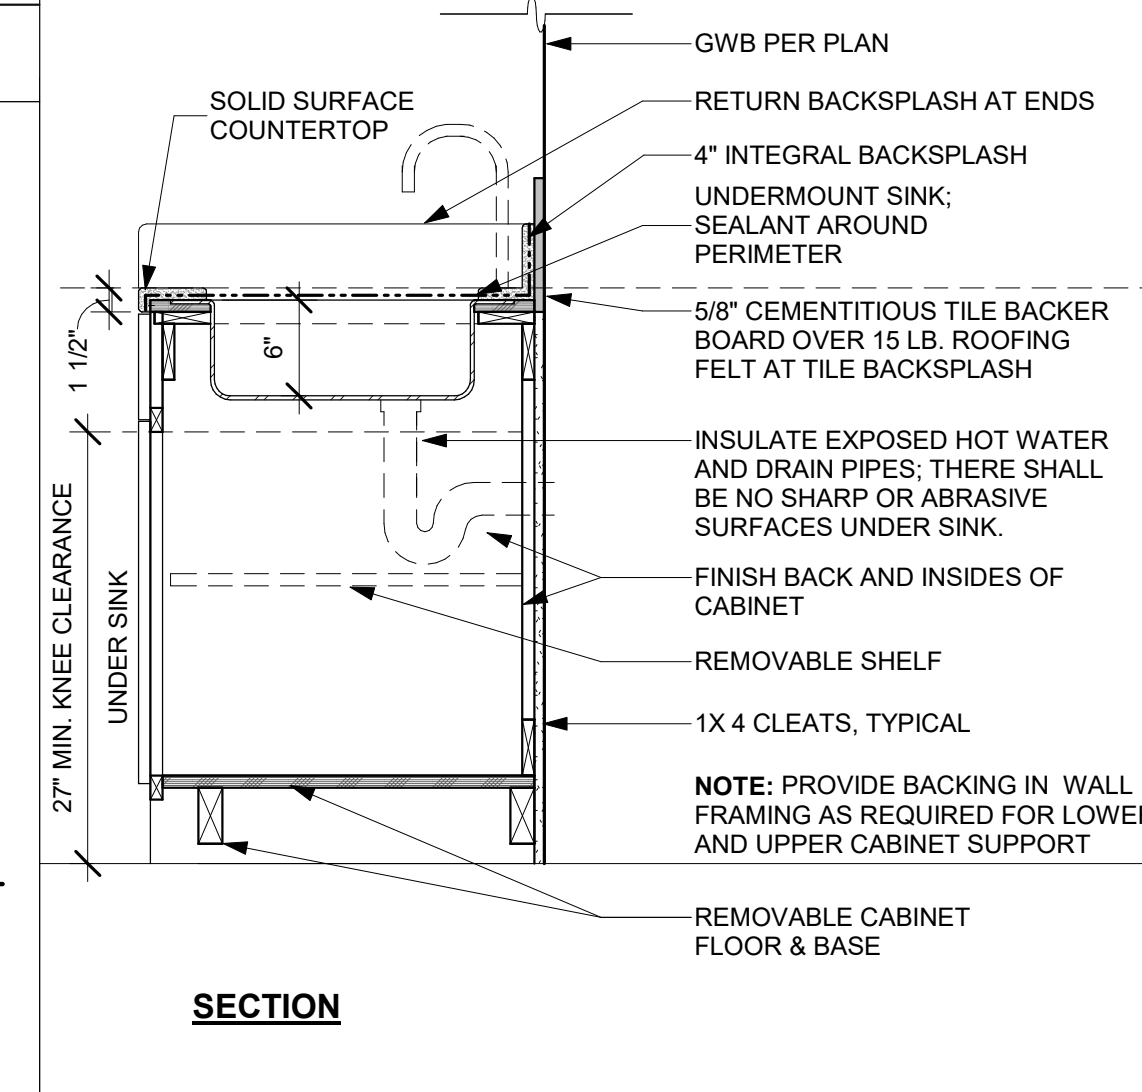 GWB PER PLAN
SOLID SURFACE
COUNTERTOP
RETURN BACKSPLASH AT ENDS
4" INTEGRAL BACKSPLASH
UNDERMOUNT SINK;
SEALANT AROUND
PERIMETER
5/8" CEMENTITIOUS TILE BACKER
BOARD OVER 15 LB. ROOFING
FELT AT TILE BACKSPLASH
1 1/2"
6"
INSULATE EXPOSED HOT WATER
AND DRAIN PIPES; THERE SHALL
BE NO SHARP OR ABRASIVE
SURFACES UNDER SINK.
27" MIN. KNEE CLEARANCE
UNDER SINK
FINISH BACK AND INSIDES OF
CABINET
REMOVABLE SHELF
1X 4 CLEATS, TYPICAL
NOTE: PROVIDE BACKING IN WALL
FRAMING AS REQUIRED FOR LOWER
AND UPPER CABINET SUPPORT
REMOVABLE CABINET
FLOOR & BASE
SECTION